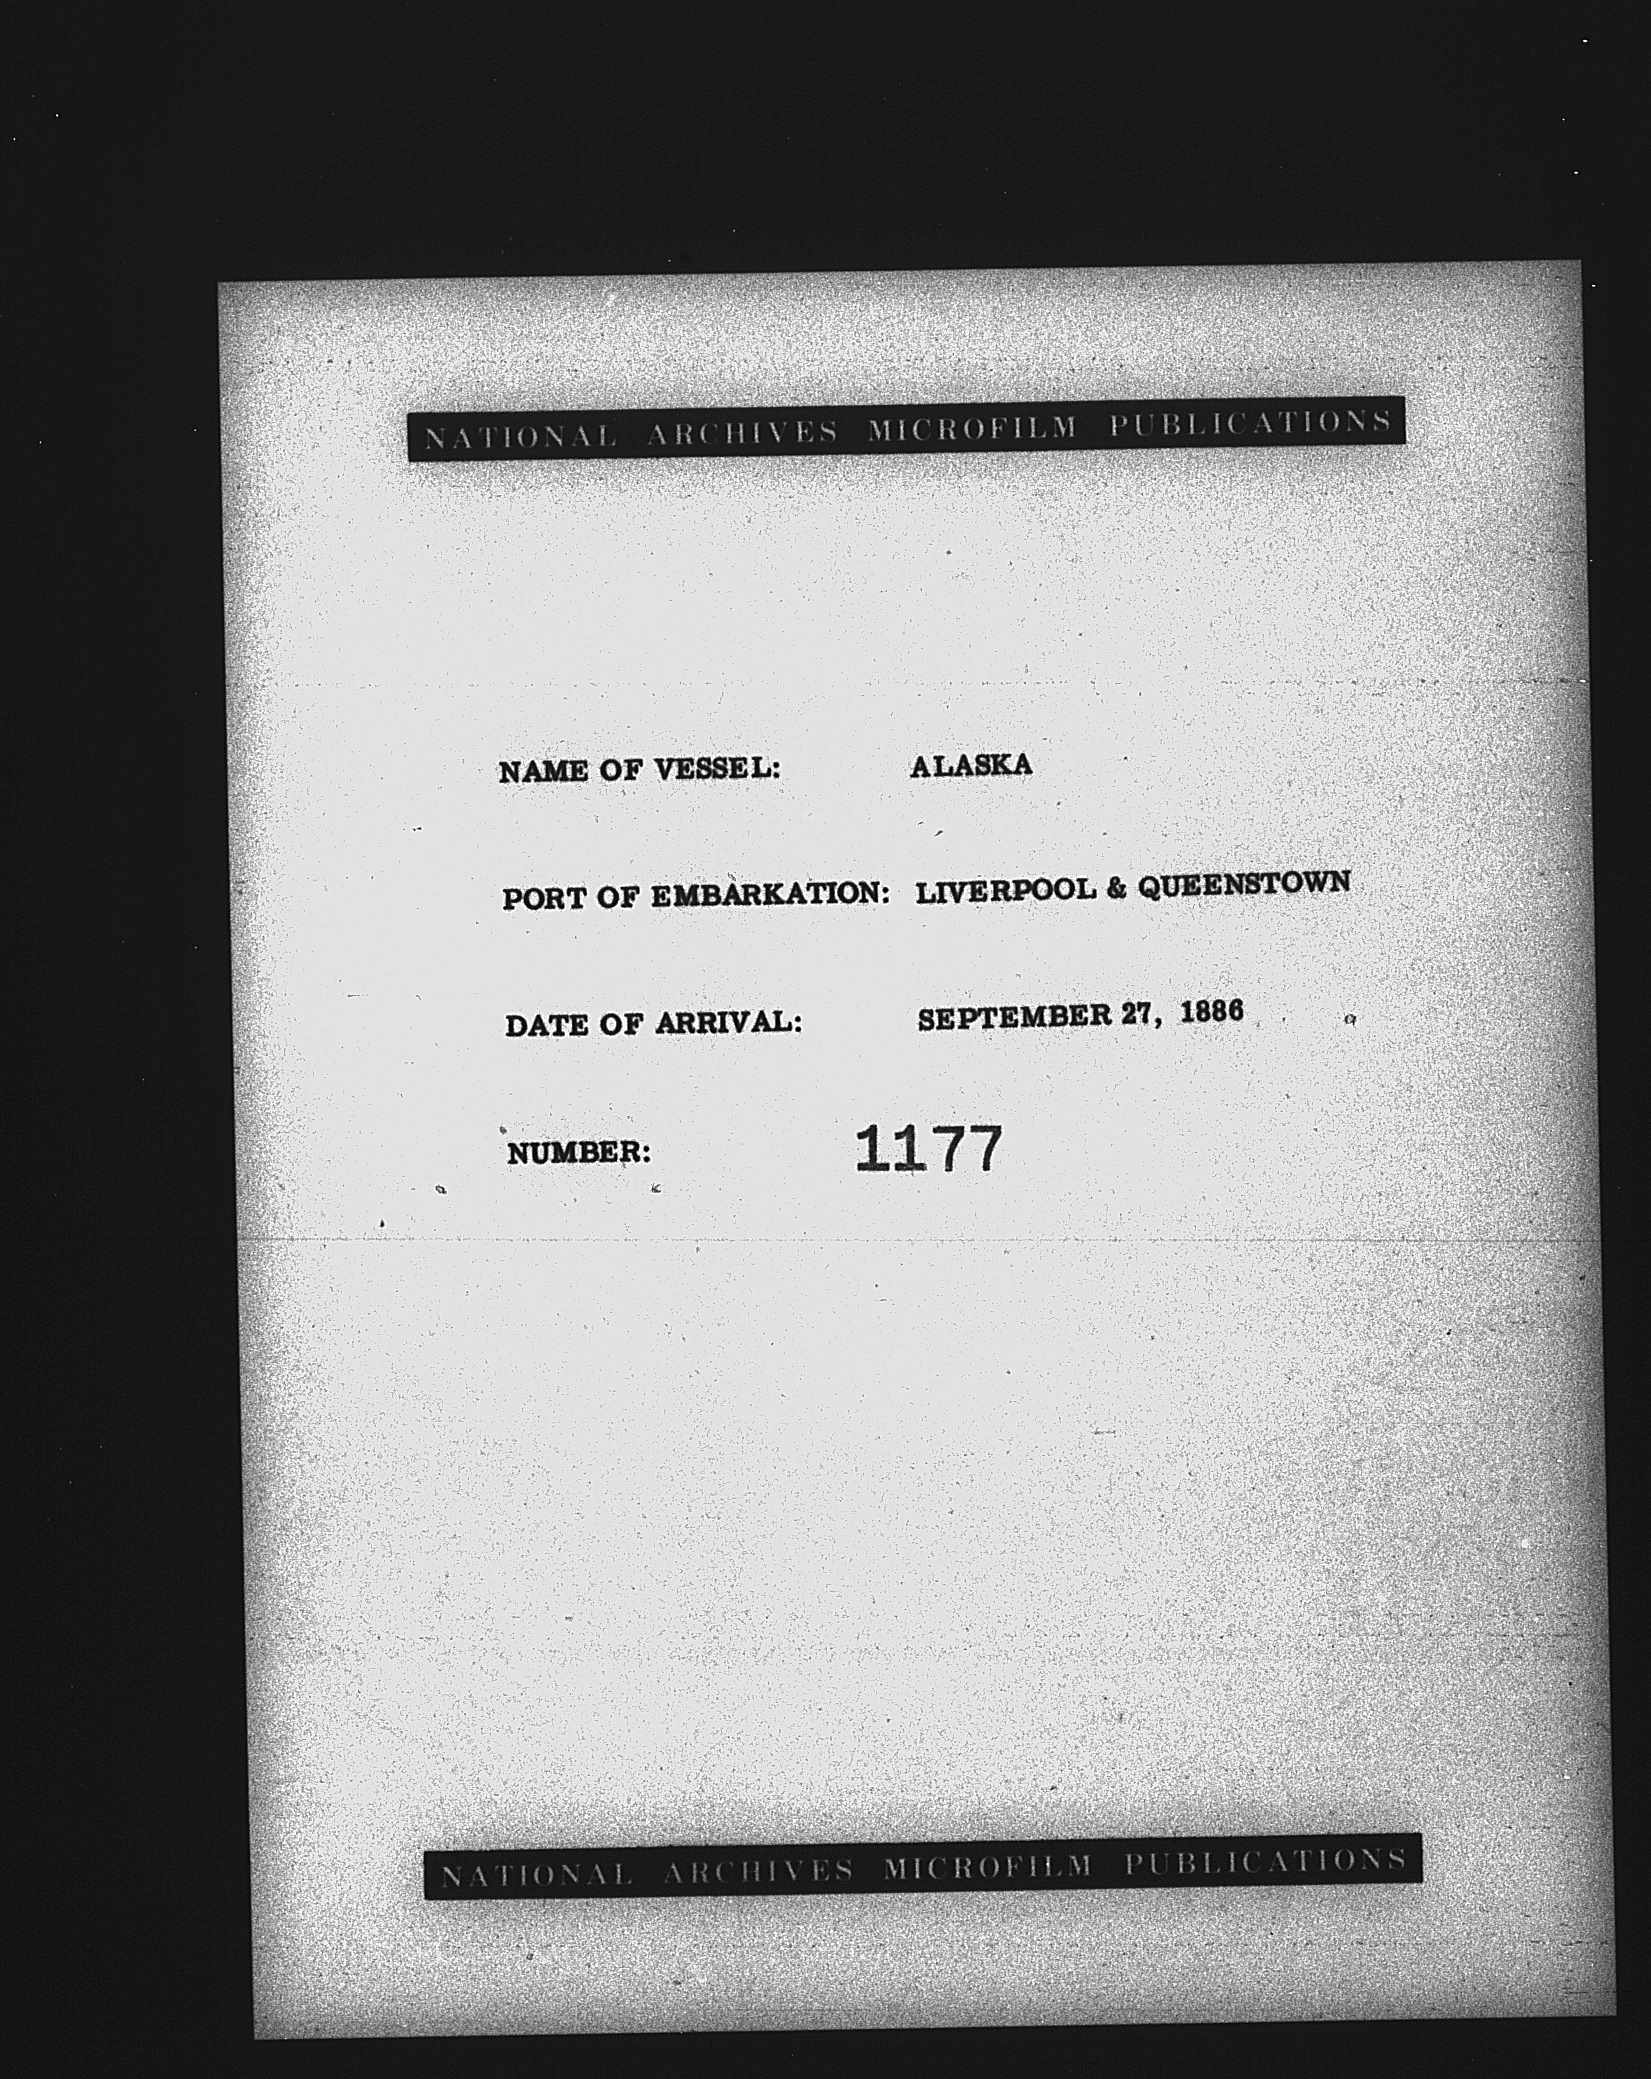 NATIONAL ARCHIVES MICROFILM PUBLICATIONS
NAME OF VESSEL: ALASKA
PORT OF EMBARKATION: LIVERPOOL & QUEENSTOWN
DATE OF ARRIVAL: SEPTEMBER 27, 1886
NUMBER: 1177
NATIONAL ARCHIVES MICROFILM PUBLICATIONS